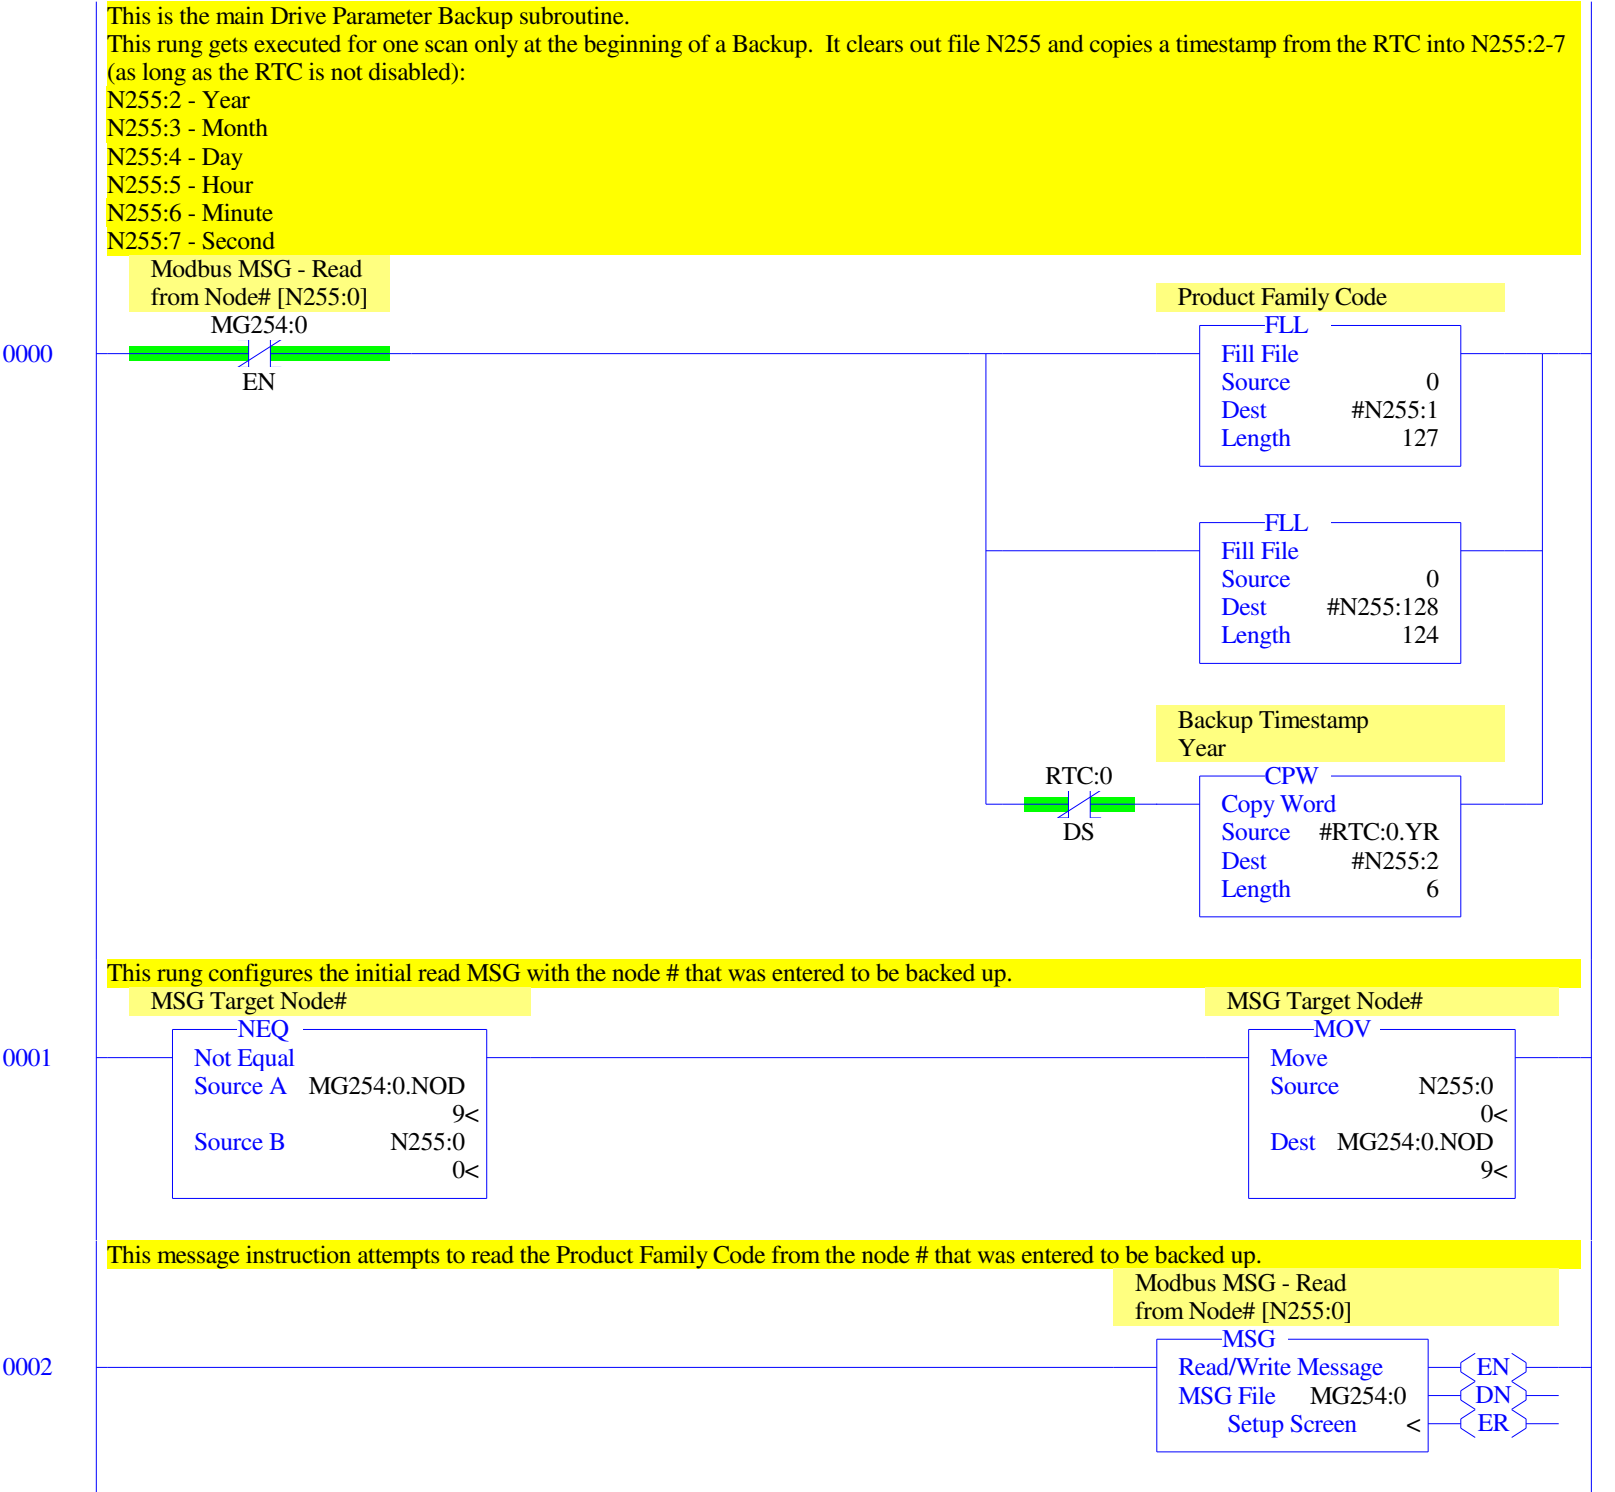 This is the main Drive Parameter Backup subroutine.
This rung gets executed for one scan only at the beginning of a Backup.  It clears out file N255 and copies a timestamp from the RTC into N255:2-7
(as long as the RTC is not disabled):
N255:2 - Year
N255:3 - Month
N255:4 - Day
N255:5 - Hour
N255:6 - Minute
N255:7 - Second
Modbus MSG - Read
from Node# [N255:0]
MG254:0
EN
0000
Product Family Code
FLL
Fill File
Source 0
Dest #N255:1
Length 127
FLL
Fill File
Source 0
Dest #N255:128
Length 124
RTC:0
DS
Backup Timestamp
Year
CPW
Copy Word
Source #RTC:0.YR
Dest #N255:2
Length 6
This rung configures the initial read MSG with the node # that was entered to be backed up.
0001
MSG Target Node#
NEQ
Not Equal
Source A MG254:0.NOD
9<
Source B N255:0
0<
MSG Target Node#
MOV
Move
Source N255:0
0<
Dest MG254:0.NOD
9<
This message instruction attempts to read the Product Family Code from the node # that was entered to be backed up.
0002
Modbus MSG - Read
from Node# [N255:0]
MSG
Read/Write Message
MSG File MG254:0
Setup Screen <
EN
DN
ER